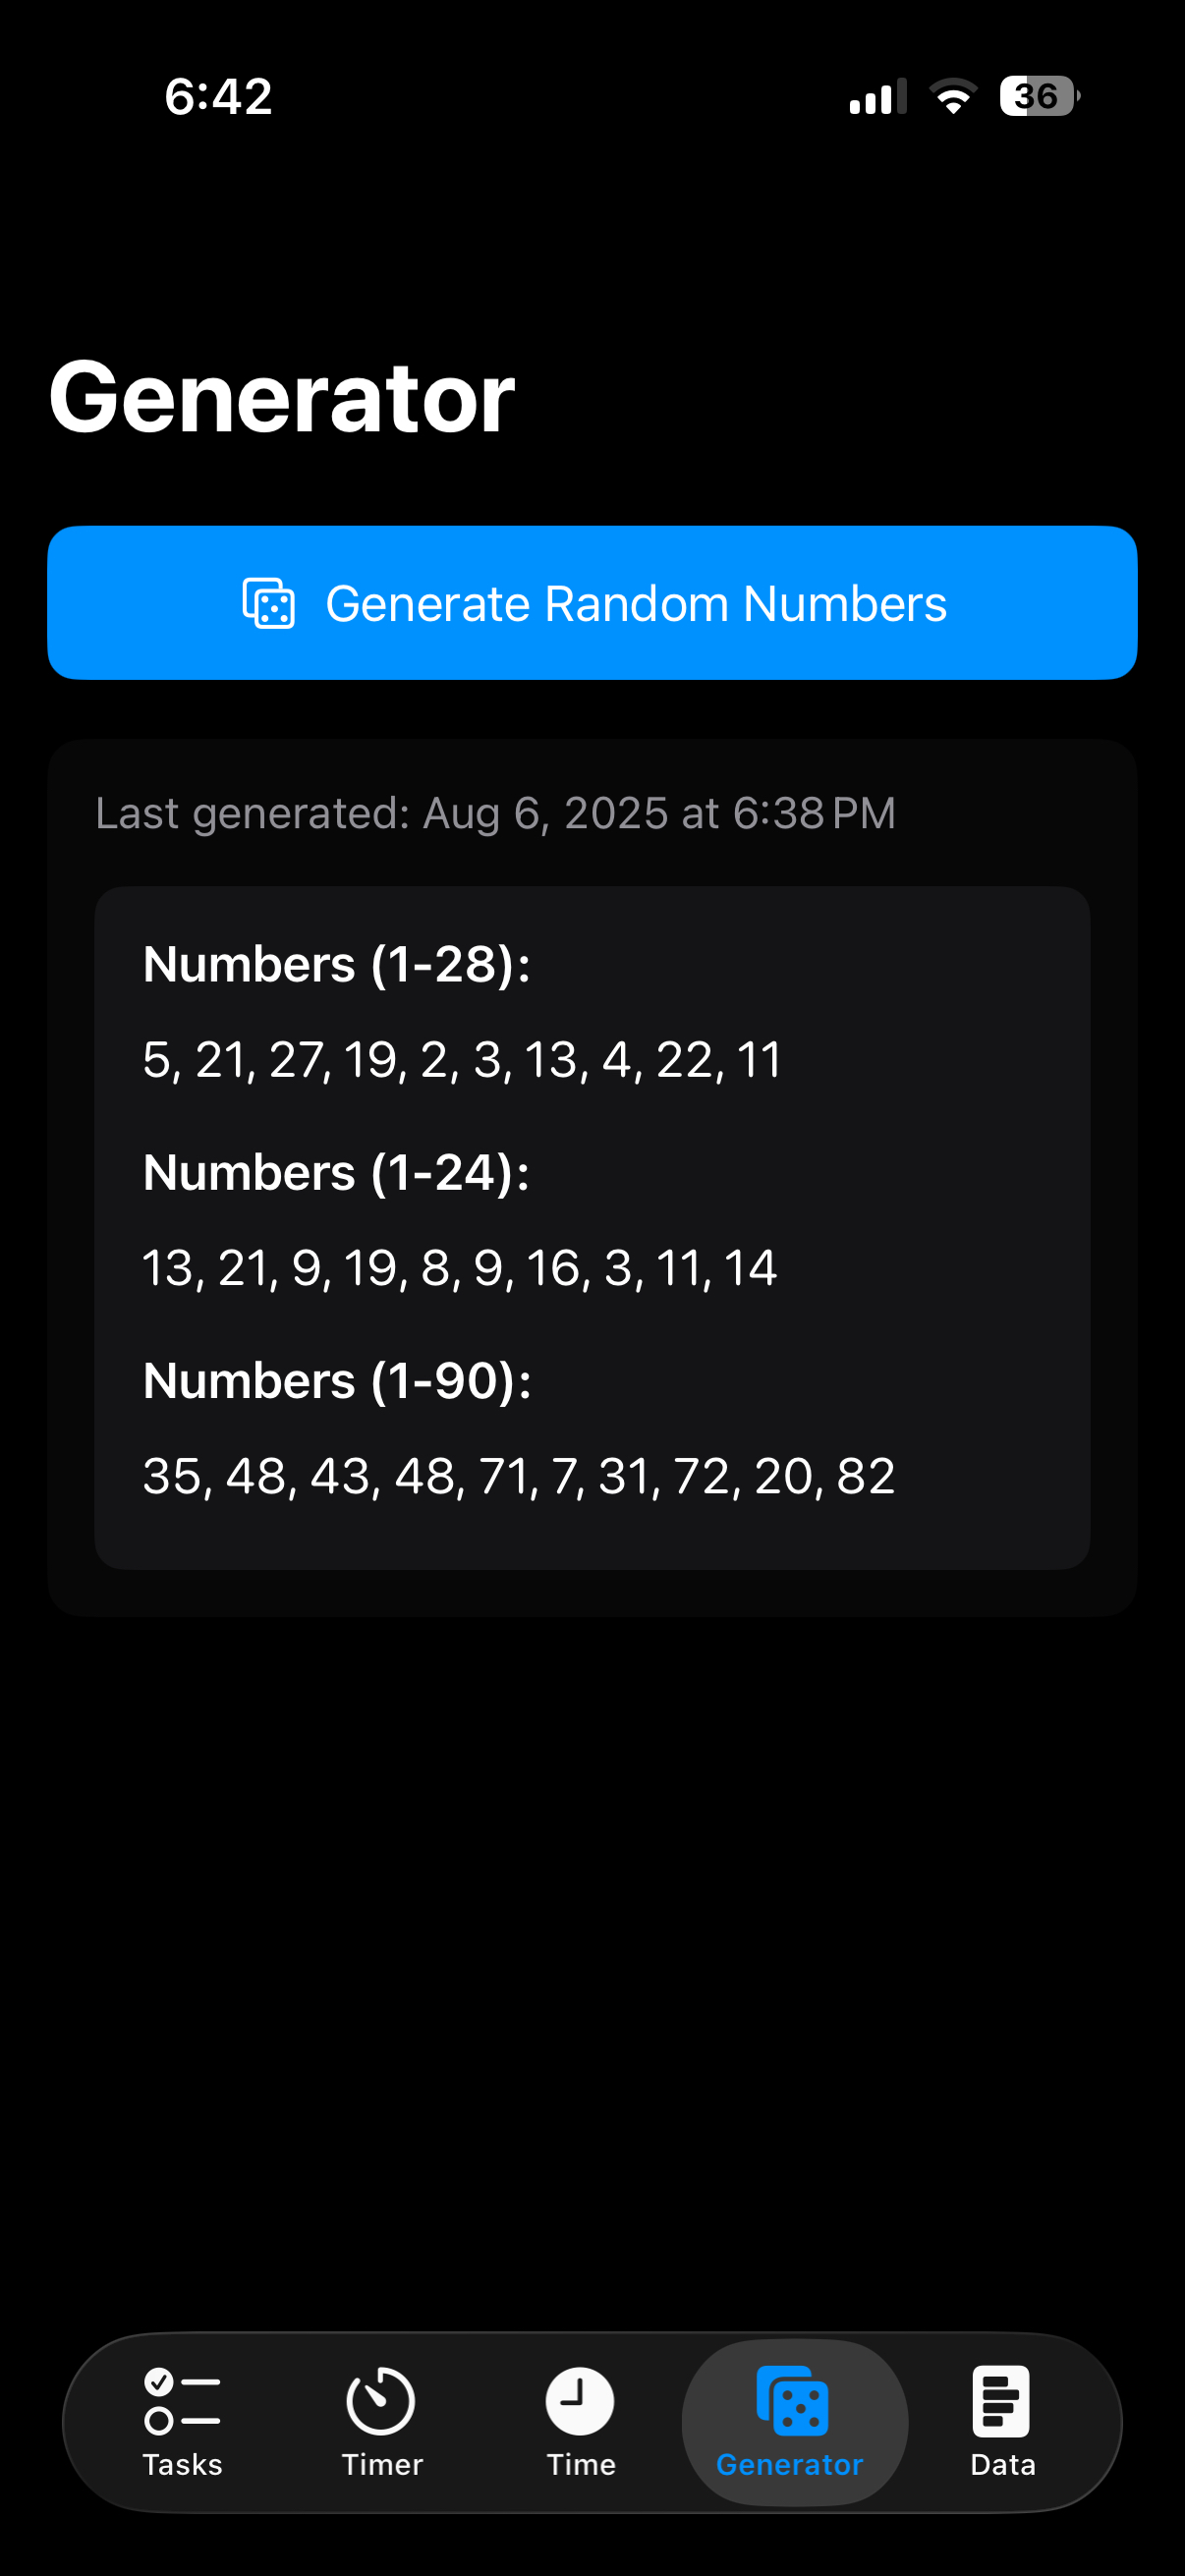 6:42
36
Generator
Generate Random Numbers
Last generated: Aug 6, 2025 at 6:38 PM
Numbers (1-28):
5, 21, 27, 19, 2, 3, 13, 4, 22, 11
Numbers (1-24):
13, 21, 9, 19, 8, 9, 16, 3, 11, 14
Numbers (1-90):
35, 48, 43, 48, 71, 7, 31, 72, 20, 82
Tasks
Timer
Time
Generator
Data